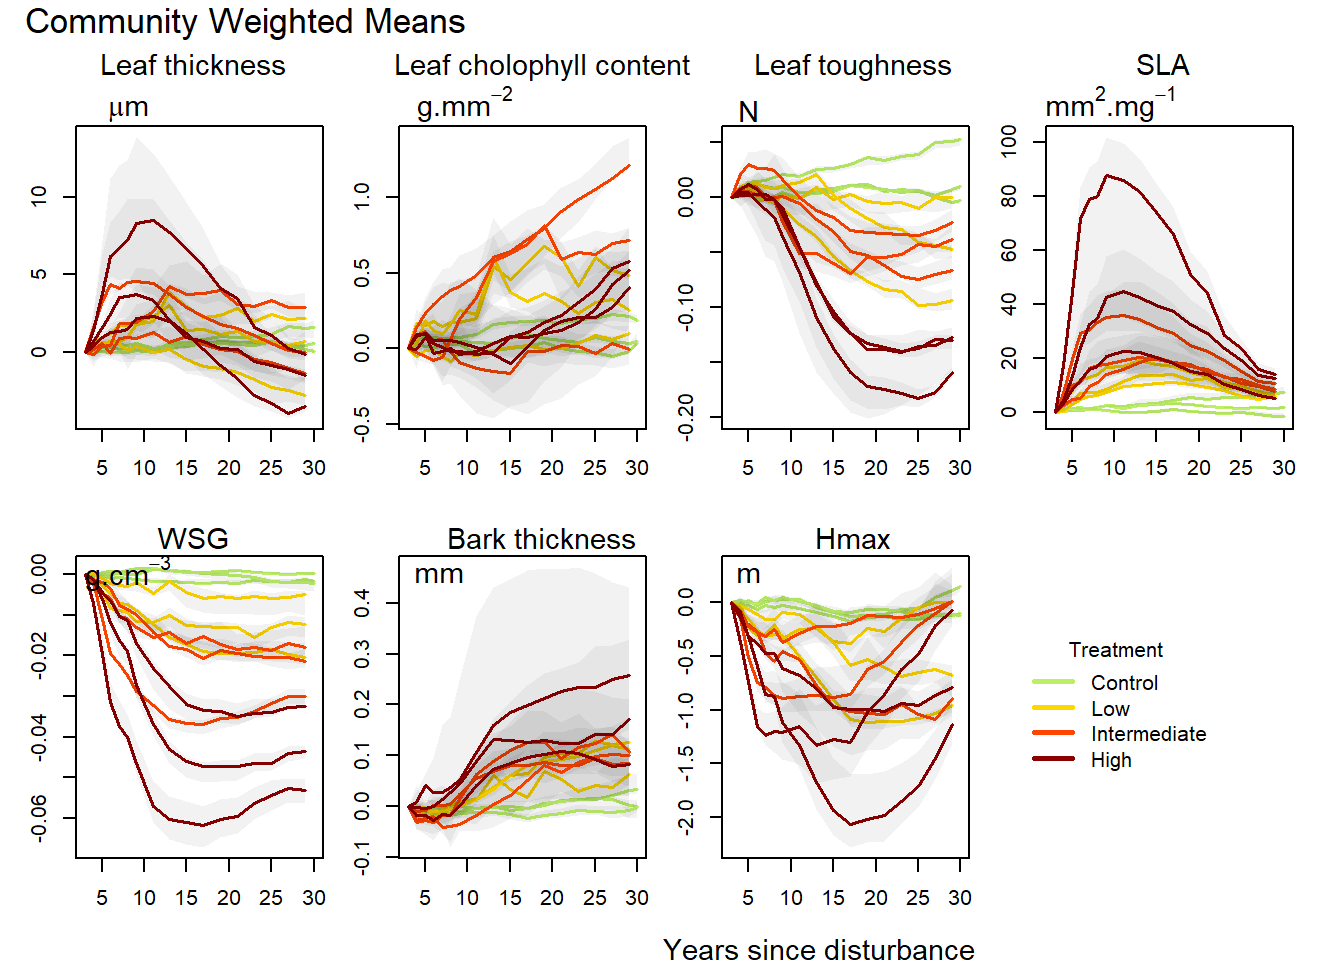 Community Weighted Means
Leaf thickness
Leaf cholophyll content
Leaf toughness
SLA
μm
g.mm⁻²
N
mm².mg⁻¹
10
5
0
5 10 15 20 25 30
1.0
0.5
0.0
-0.5
5 10 15 20 25 30
0.00
-0.10
-0.20
5 10 15 20 25 30
100
80
60
40
20
0
5 10 15 20 25 30
WSG
Bark thickness
Hmax
g.cm⁻³
mm
m
0.00
-0.02
-0.04
-0.06
5 10 15 20 25 30
0.4
0.3
0.2
0.1
0.0
-0.1
5 10 15 20 25 30
0.0
-0.5
-1.0
-1.5
-2.0
5 10 15 20 25 30
Treatment
Control
Low
Intermediate
High
Years since disturbance